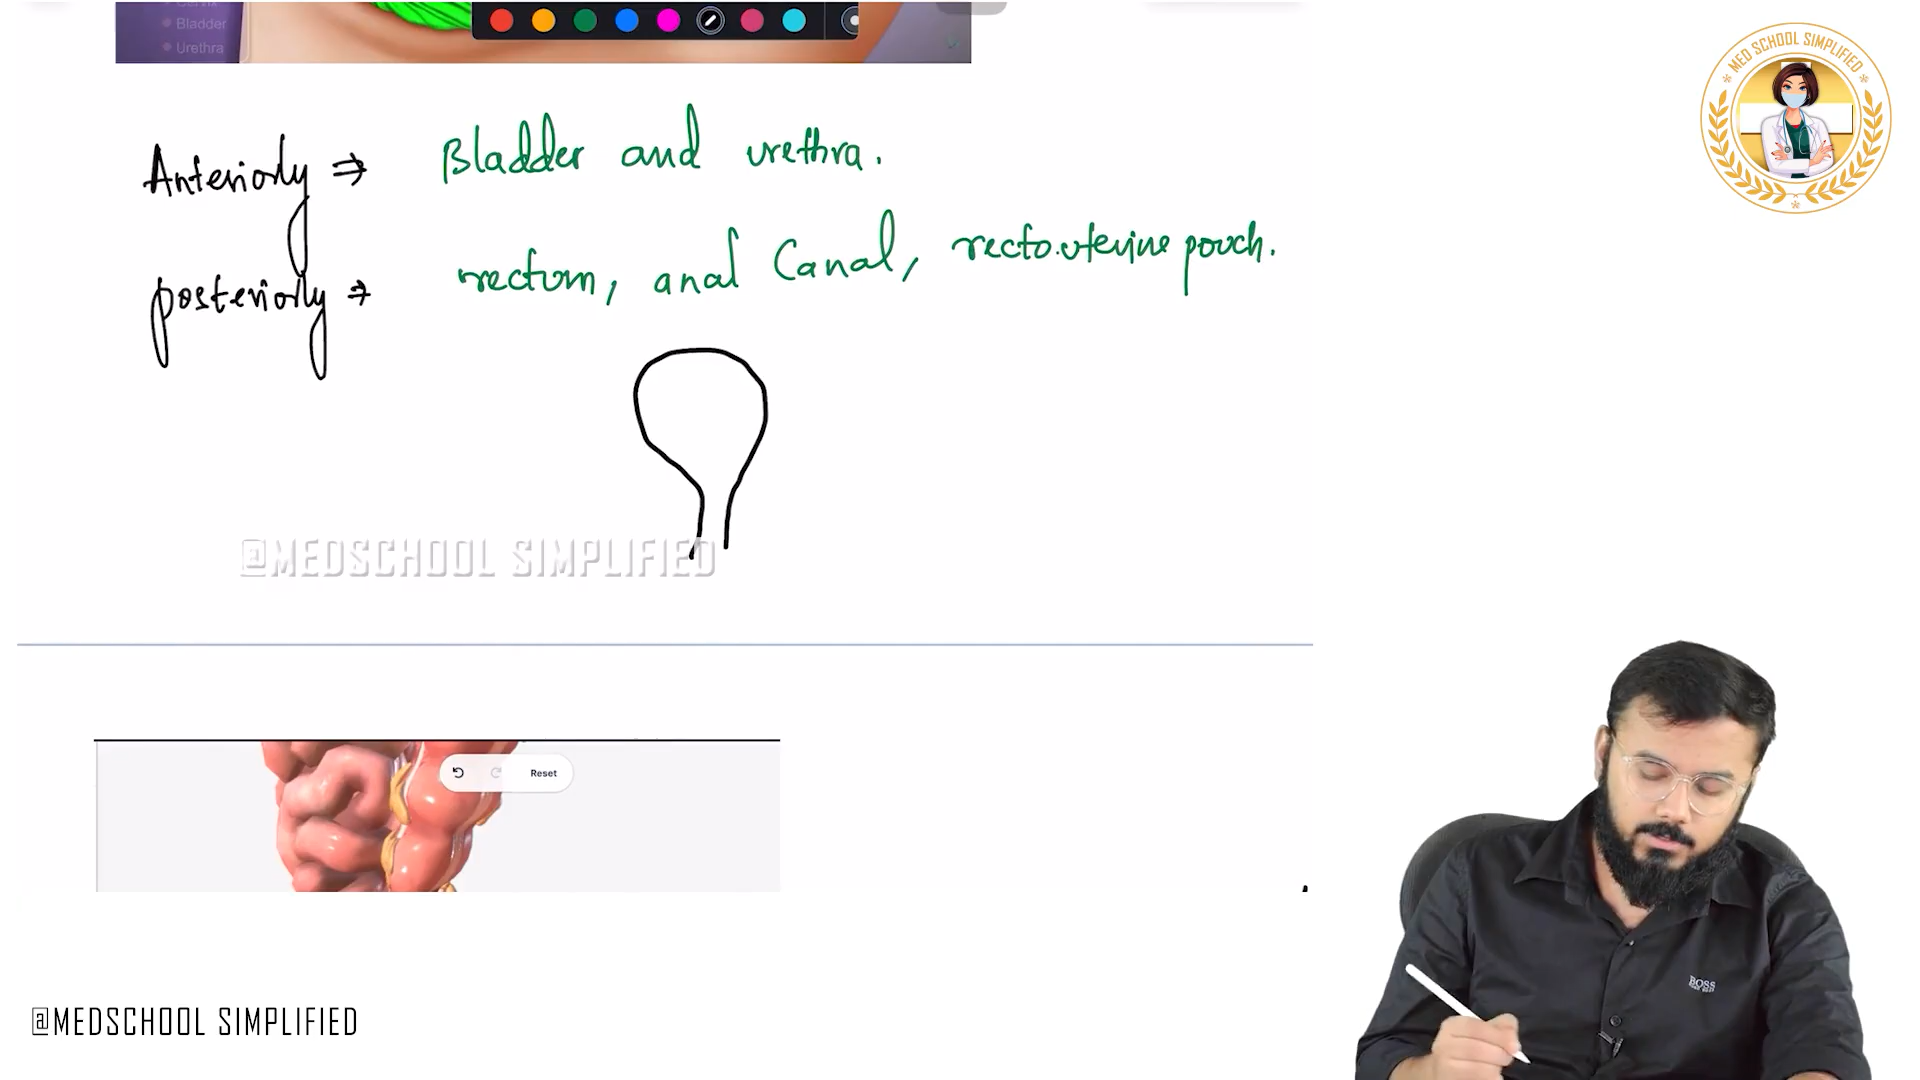 Bladder
Urethra
MED SCHOOL SIMPLIFIED
Anteriorly ⇒ Bladder and urethra.
posteriorly ⇒ rectum, anal Canal, recto.uterine pouch.
@MEDSCHOOL SIMPLIFIED
Reset
BOSS
@MEDSCHOOL SIMPLIFIED